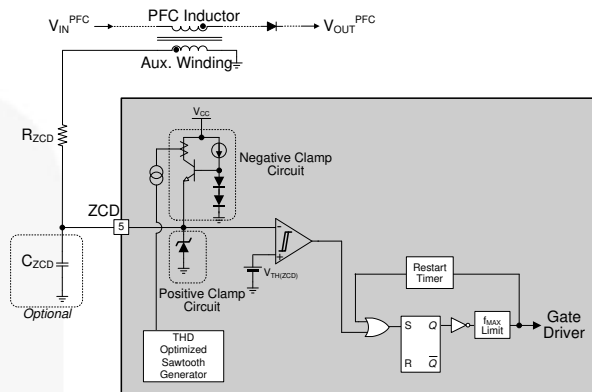 V_IN^PFC
PFC Inductor
V_OUT^PFC
Aux. Winding
R_ZCD
V_CC
Negative Clamp
Circuit
ZCD
5
C_ZCD
Optional
V_TH(ZCD)
Positive Clamp
Circuit
THD
Optimized
Sawtooth
Generator
Restart
Timer
S
Q
R
Q̅
f_MAX
Limit
Gate
Driver